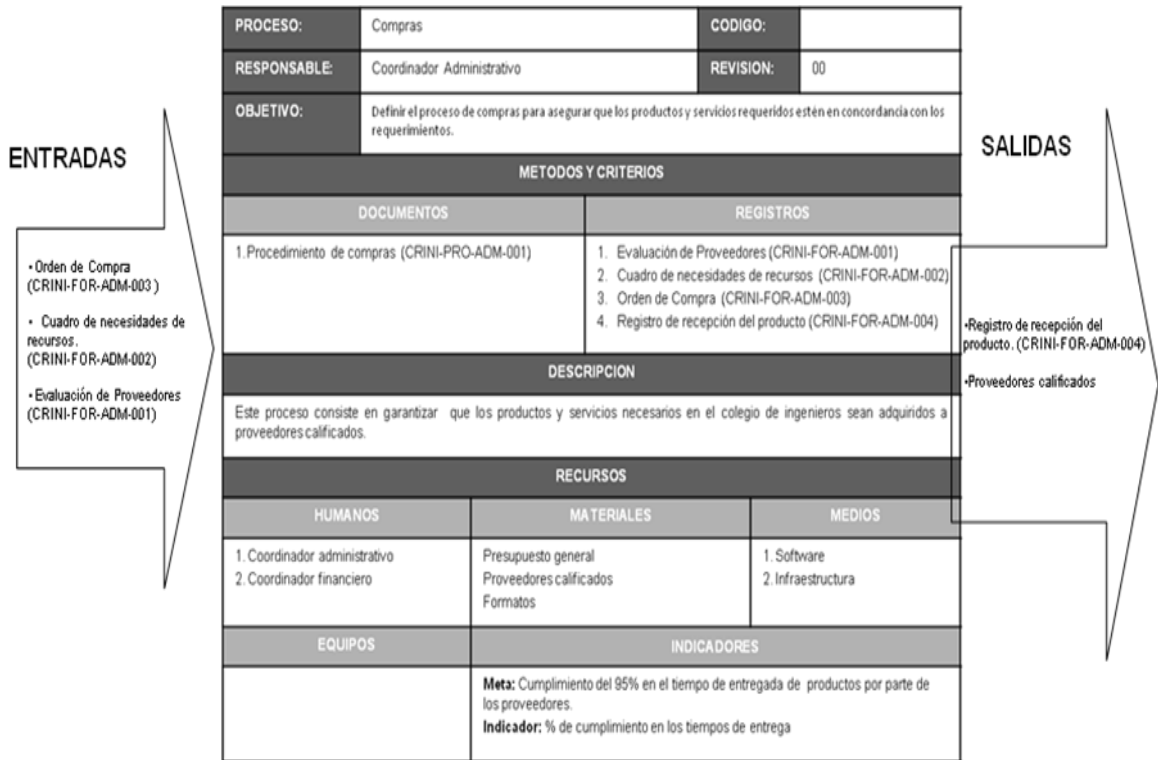 PROCESO: Compras CODIGO:
RESPONSABLE: Coordinador Administrativo REVISION: 00
OBJETIVO: Definir el proceso de compras para asegurar que los productos y servicios requeridos estén en concordancia con los
requerimientos.
ENTRADAS
•Orden de Compra
(CRINI-FOR-ADM-003 )
• Cuadro de necesidades de
recursos.
(CRINI-FOR-ADM-002)
•Evaluación de Proveedores
(CRINI-FOR-ADM-001)
METODOS Y CRITERIOS
DOCUMENTOS REGISTROS
1. Procedimiento de compras (CRINI-PRO-ADM-001)
1. Evaluación de Proveedores (CRINI-FOR-ADM-001)
2. Cuadro de necesidades de recursos (CRINI-FOR-ADM-002)
3. Orden de Compra (CRINI-FOR-ADM-003)
4. Registro de recepción del producto (CRINI-FOR-ADM-004)
DESCRIPCION
Este proceso consiste en garantizar que los productos y servicios necesarios en el colegio de ingenieros sean adquiridos a
proveedores calificados.
RECURSOS
HUMANOS MATERIALES MEDIOS
1. Coordinador administrativo Presupuesto general 1. Software
2. Coordinador financiero Proveedores calificados 2. Infraestructura
Formatos
EQUIPOS INDICADORES
Meta: Cumplimiento del 95% en el tiempo de entregada de productos por parte de
los proveedores.
Indicador: % de cumplimiento en los tiempos de entrega
SALIDAS
•Registro de recepción del
producto. (CRINI-FOR-ADM-004)
•Proveedores calificados